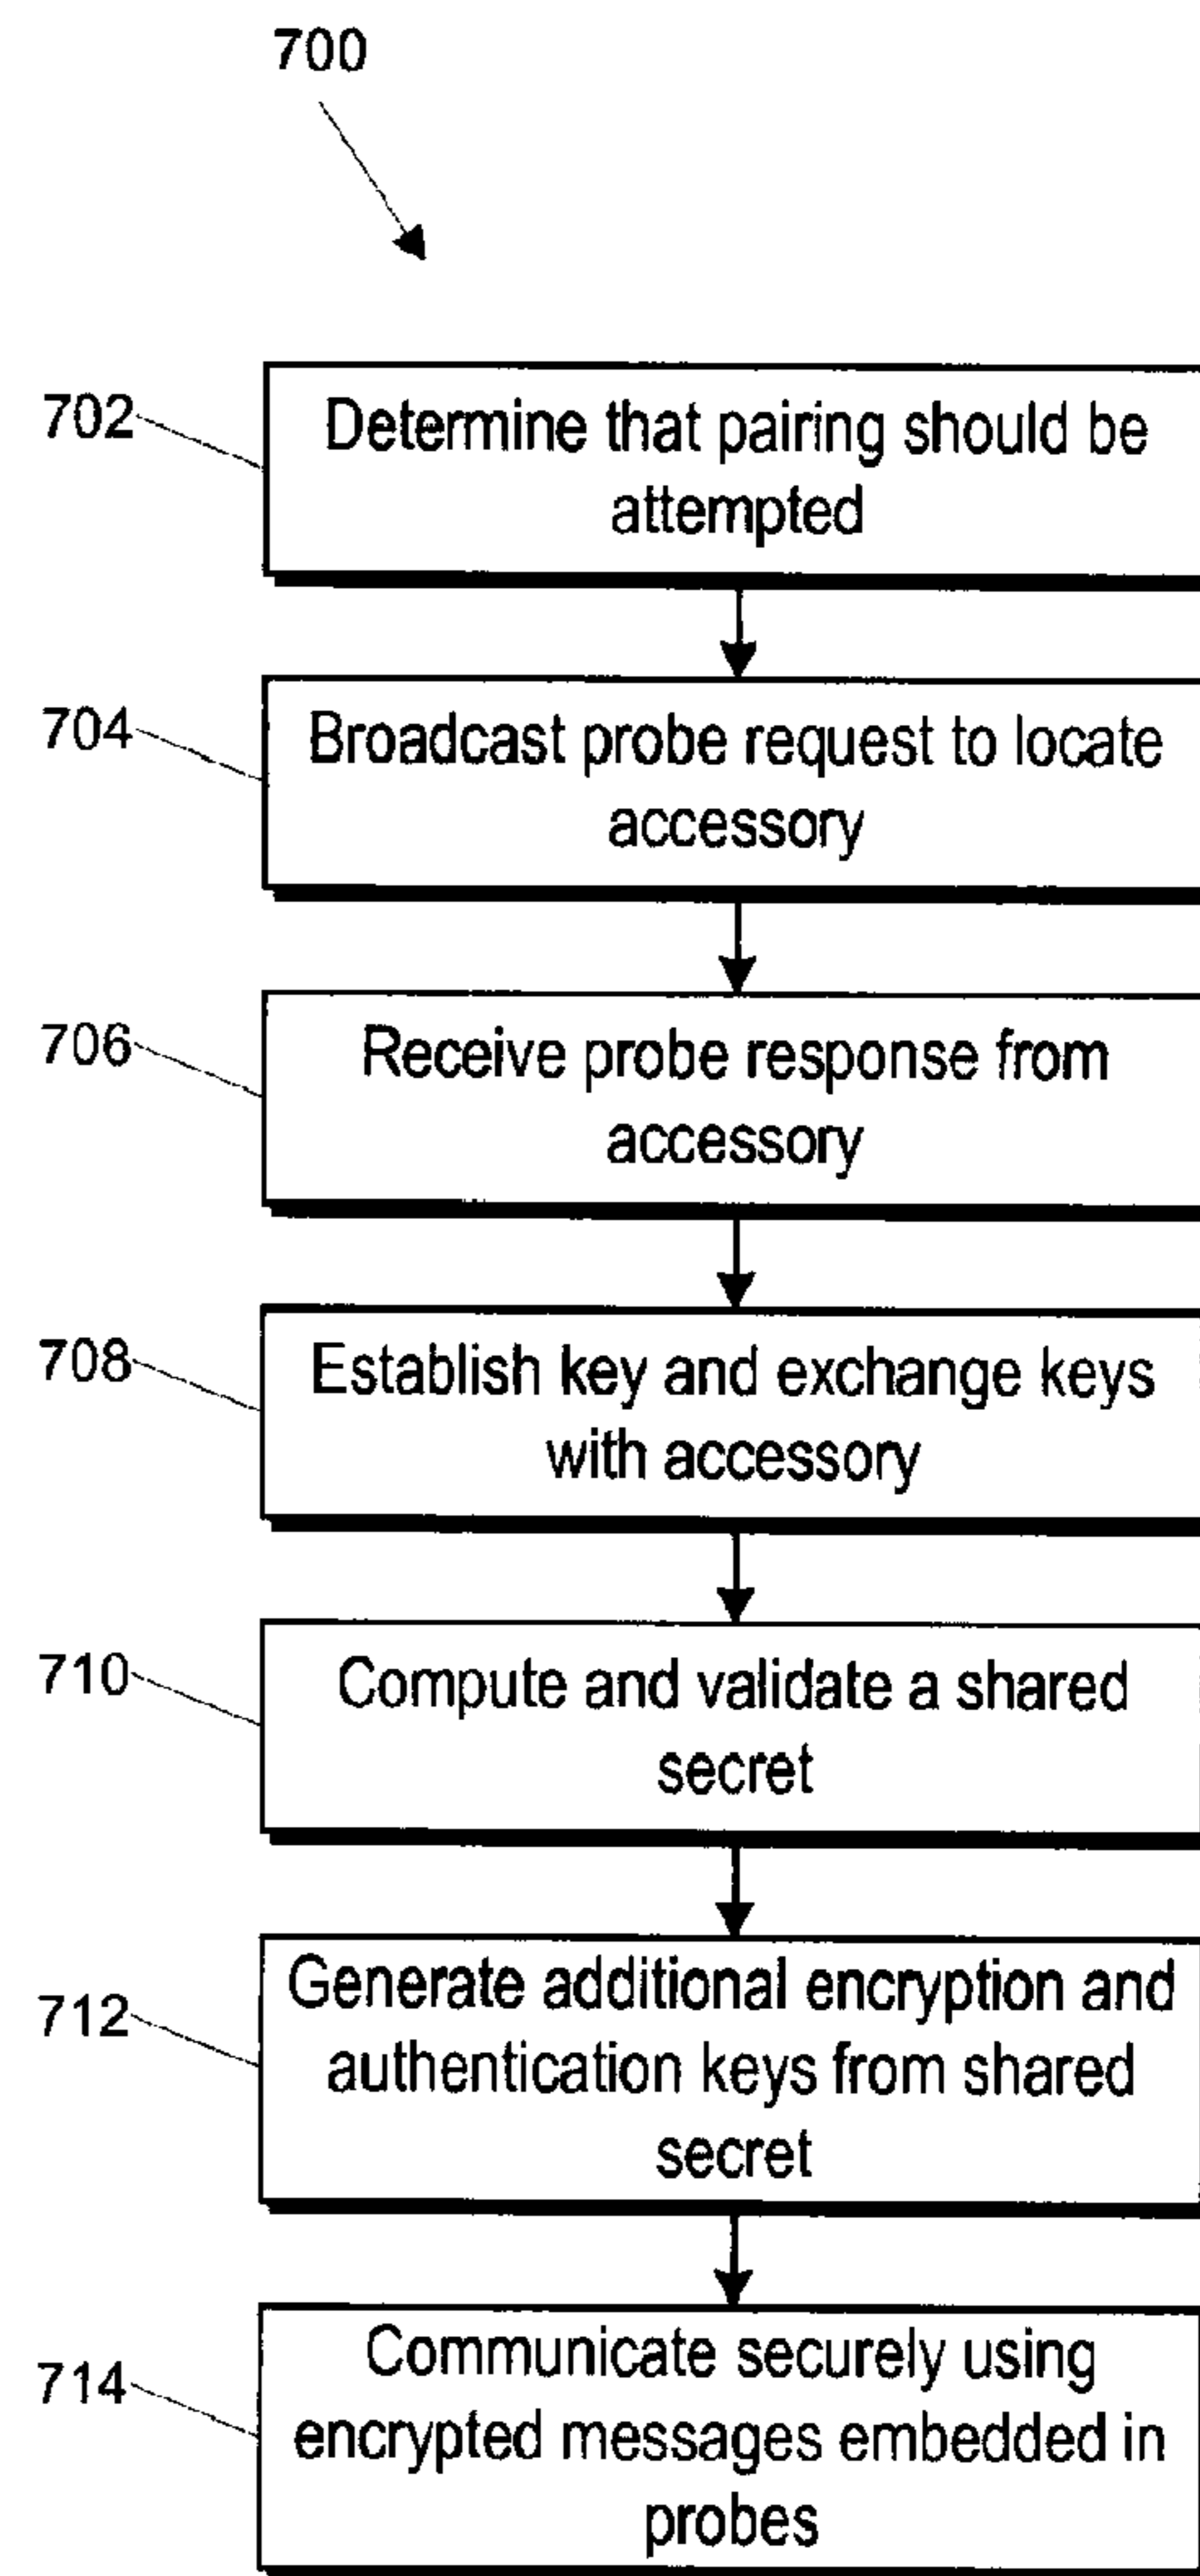 700
702
Determine that pairing should be
attempted
704
Broadcast probe request to locate
accessory
706
Receive probe response from
accessory
708
Establish key and exchange keys
with accessory
710
Compute and validate a shared
secret
712
Generate additional encryption and
authentication keys from shared
secret
714
Communicate securely using
encrypted messages embedded in
probes